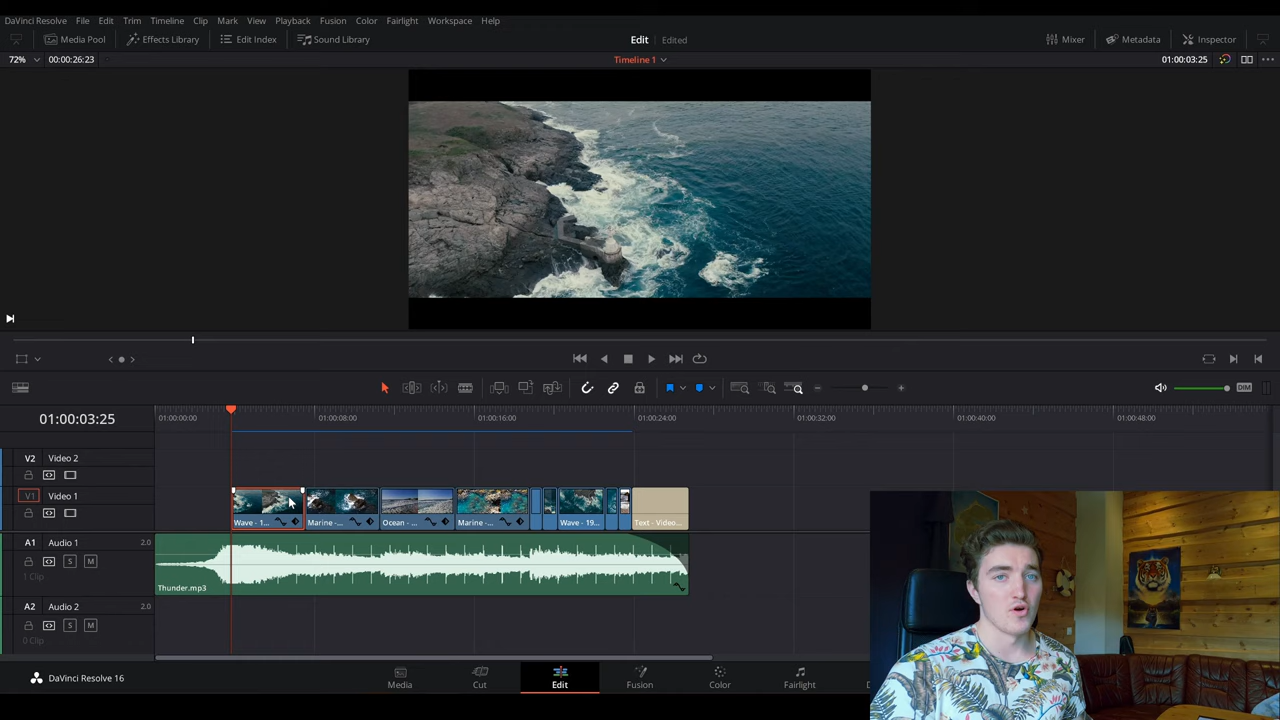 DaVinci Resolve File Edit Trim Timeline Clip Mark View Playback Fusion Color Fairlight Workspace Help
Media Pool Effects Library Edit Index Sound Library Edit Edited Mixer Metadata Inspector
72% 00:00:26:23 Timeline 1 01:00:03:25
DIM
01:00:03:25 01:00:00:00 01:00:08:00 01:00:16:00 01:00:24:00 01:00:32:00 01:00:40:00 01:00:48:00
V2 Video 2
V1 Video 1
Wave - 1... Marine -... Ocean - ... Marine -... Wave - 19... Text - Video...
A1 Audio 1 2.0
S M
1 Clip
Thunder.mp3
A2 Audio 2 2.0
S M
0 Clip
DaVinci Resolve 16 Media Cut Edit Fusion Color Fairlight